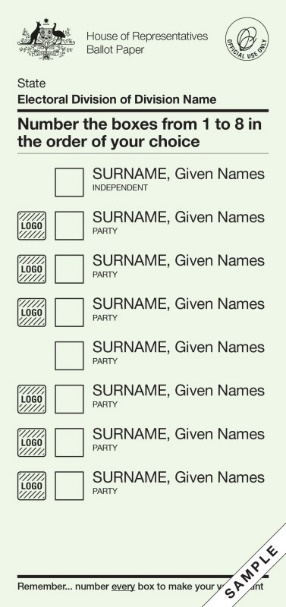 House of Representatives
Ballot Paper
OFFICIAL USE ONLY
State
Electoral Division of Division Name
Number the boxes from 1 to 8 in
the order of your choice
SURNAME, Given Names
INDEPENDENT
LOGO
SURNAME, Given Names
PARTY
LOGO
SURNAME, Given Names
PARTY
LOGO
SURNAME, Given Names
PARTY
SURNAME, Given Names
PARTY
LOGO
SURNAME, Given Names
PARTY
LOGO
SURNAME, Given Names
PARTY
LOGO
SURNAME, Given Names
PARTY
Remember... number every box to make your
SAMPLE